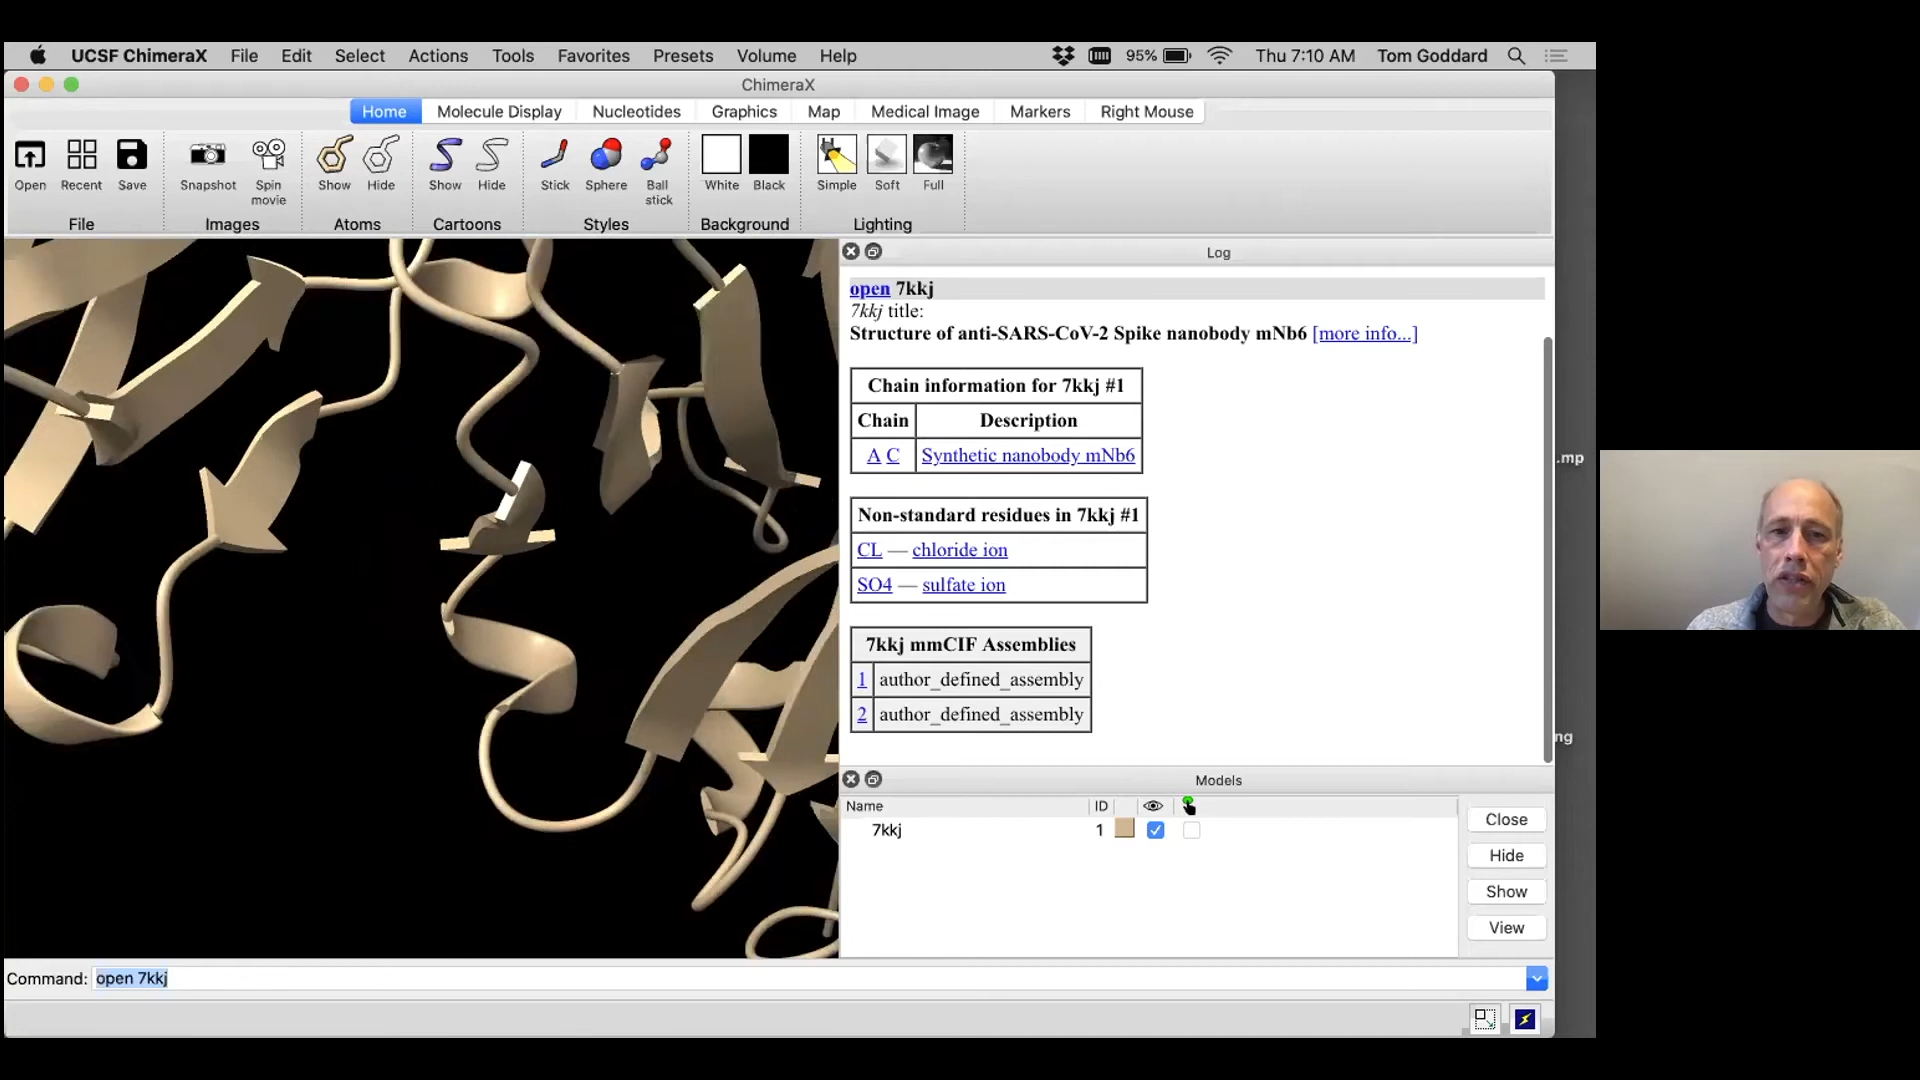 UCSF ChimeraX File Edit Select Actions Tools Favorites Presets Volume Help 95% Thu 7:10 AM Tom Goddard
ChimeraX
Home Molecule Display Nucleotides Graphics Map Medical Image Markers Right Mouse
Open Recent Save Snapshot Spin movie Show Hide Show Hide Stick Sphere Ball stick White Black Simple Soft Full
File Images Atoms Cartoons Styles Background Lighting
Log
open 7kkj
7kkj title:
Structure of anti-SARS-CoV-2 Spike nanobody mNb6 [more info...]
Chain information for 7kkj #1
Chain Description
A C Synthetic nanobody mNb6
Non-standard residues in 7kkj #1
CL — chloride ion
SO4 — sulfate ion
7kkj mmCIF Assemblies
1 author_defined_assembly
2 author_defined_assembly
.mp
ng
Models
Name ID
7kkj 1
Close
Hide
Show
View
Command: open 7kkj